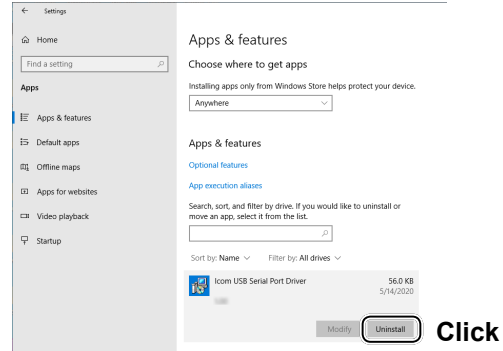 Settings
Home
Find a setting
Apps
Apps & features
Default apps
Offline maps
Apps for websites
Video playback
Startup
Apps & features
Choose where to get apps
Installing apps only from Windows Store helps protect your device.
Anywhere
Apps & features
Optional features
App execution aliases
Search, sort, and filter by drive. If you would like to uninstall or
move an app, select it from the list.
Sort by: Name Filter by: All drives
Icom USB Serial Port Driver 56.0 KB
5/14/2020
Modify Uninstall Click